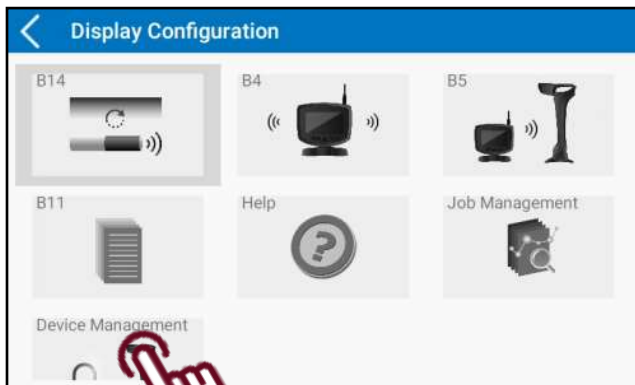 Display Configuration
B14
B4
B5
B11
Help
Job Management
Device Management